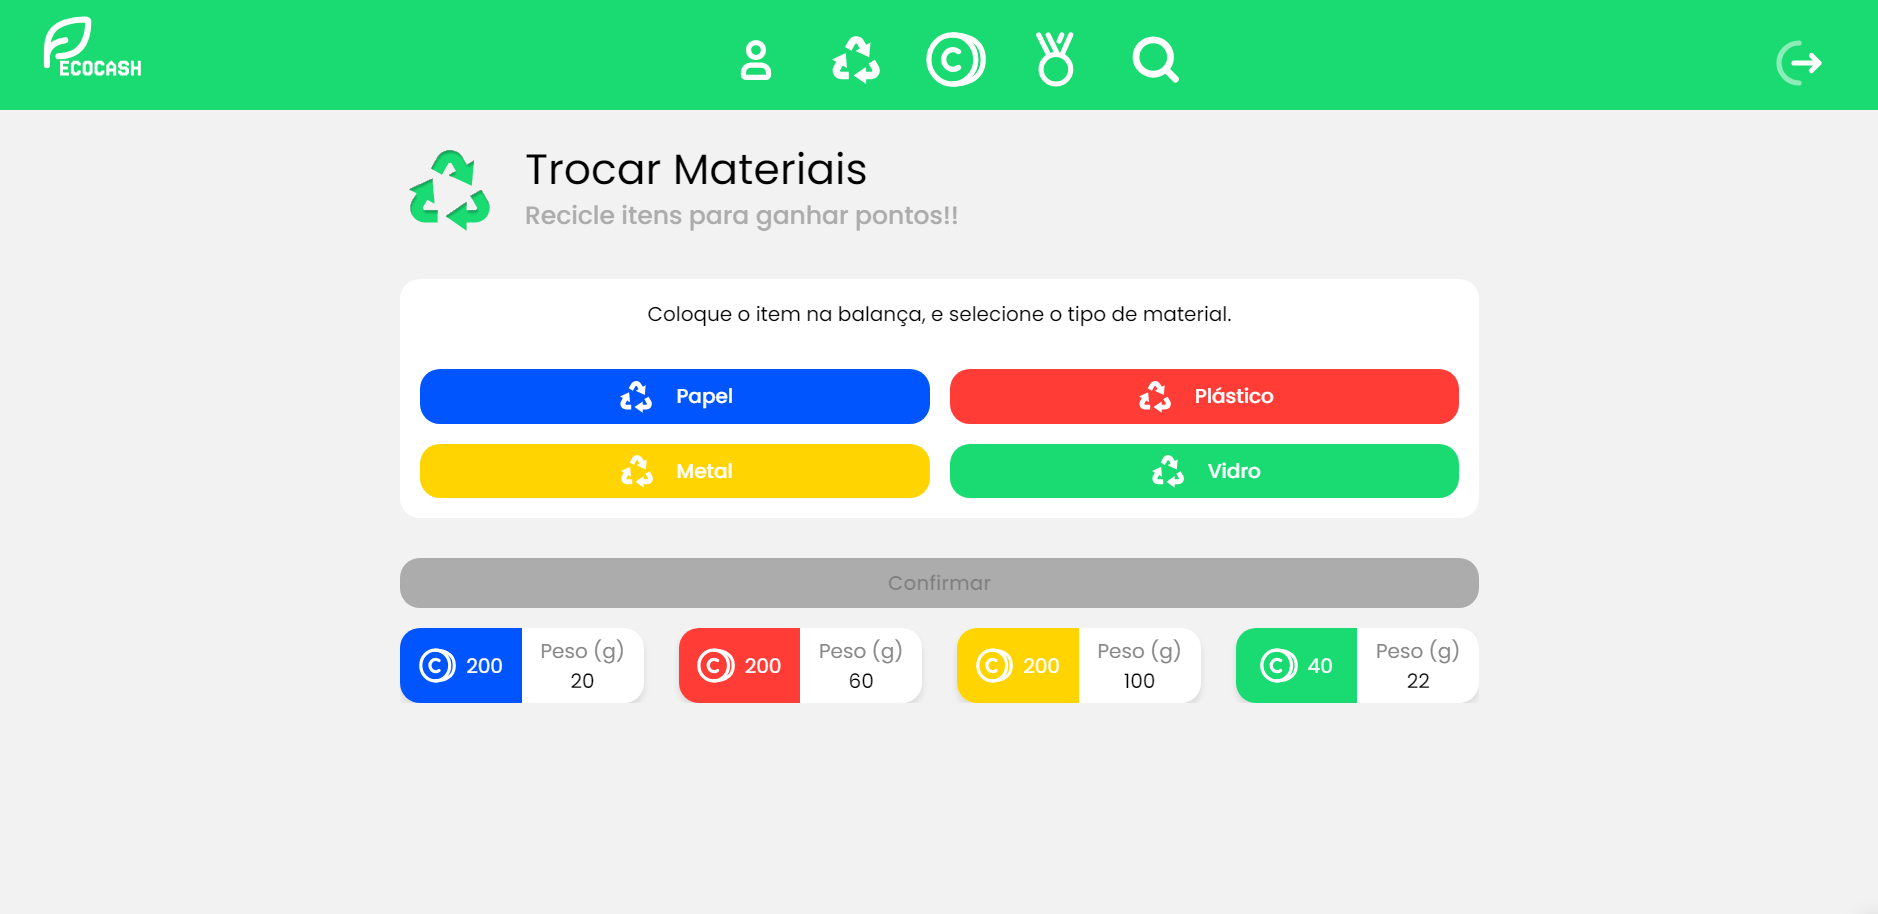 ECOCASH
Trocar Materiais
Recicle itens para ganhar pontos!!
Coloque o item na balança, e selecione o tipo de material.
Papel
Plástico
Metal
Vidro
Confirmar
C 200
Peso (g)
20
C 200
Peso (g)
60
C 200
Peso (g)
100
C 40
Peso (g)
22